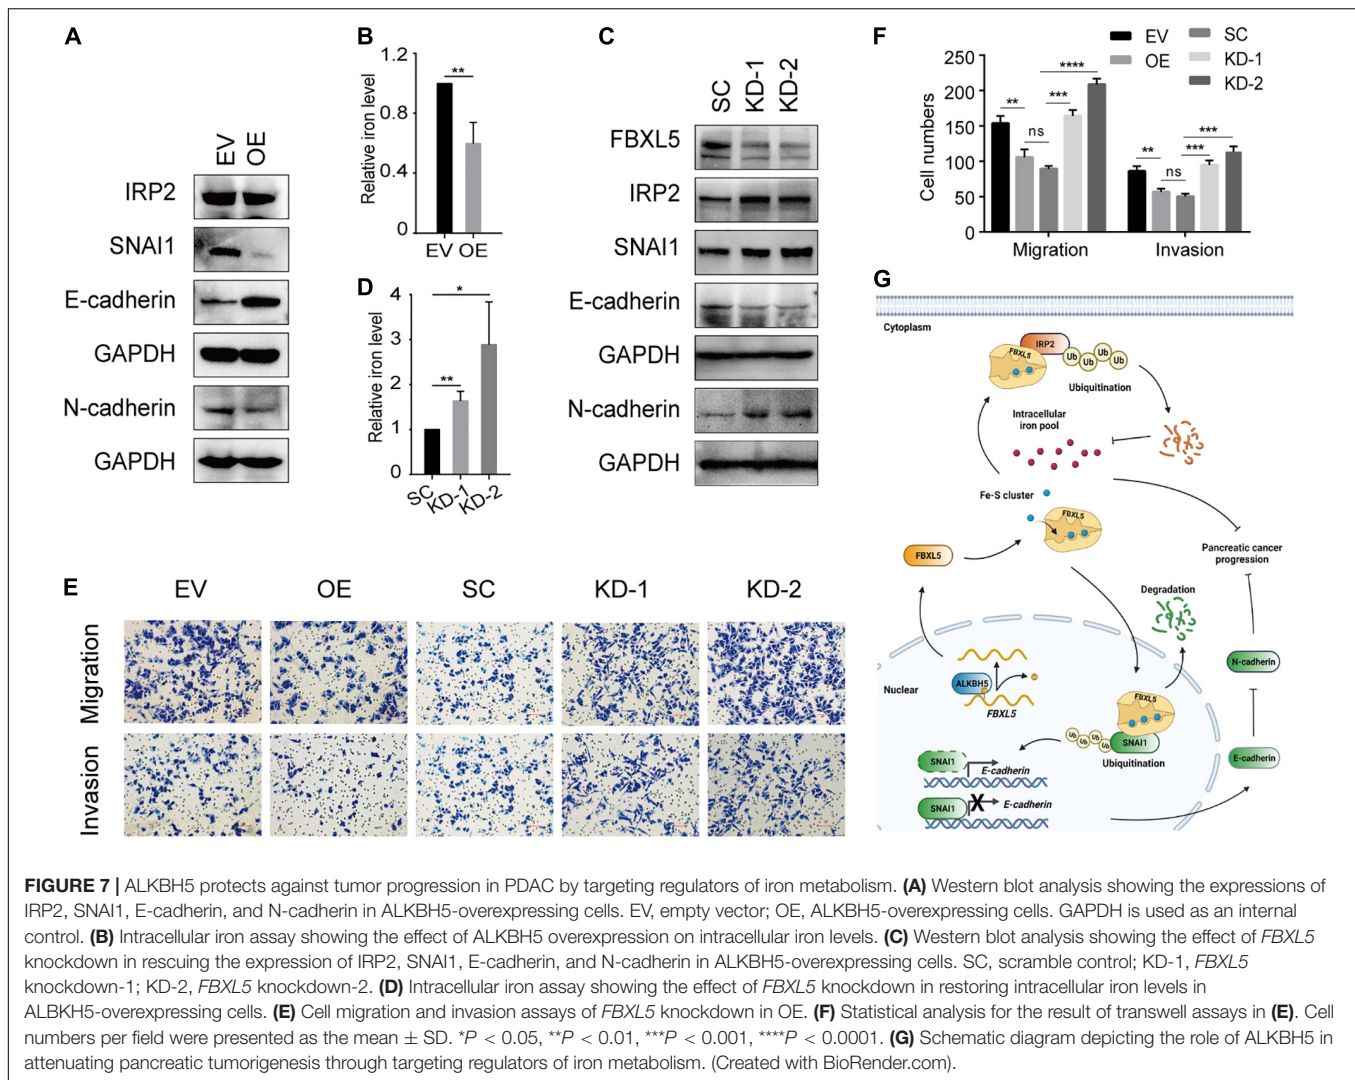 A
EV
OE
IRP2
SNAI1
E-cadherin
GAPDH
N-cadherin
GAPDH
B
Relative iron level
1.2
0.8
0.4
0
**
EV OE
D
Relative iron level
4
3
2
1
0
*
**
SC
KD-1
KD-2
C
SC
KD-1
KD-2
FBXL5
IRP2
SNAI1
E-cadherin
GAPDH
N-cadherin
GAPDH
F
EV
OE
SC
KD-1
KD-2
Cell numbers
250
200
150
100
50
0
** ns *** ****
** ns *** ***
Migration Invasion
E
EV OE SC KD-1 KD-2
Migration
Invasion
G
Cytoplasm
FBXL5
IRP2
Ub Ub Ub Ub
Ubiquitination
Intracellular
iron pool
Fe-S cluster
FBXL5
FBXL5
Pancreatic cancer
progression
Degradation
Nuclear
ALKBH5
FBXL5
FBXL5
Ub Ub Ub Ub
SNAI1
Ubiquitination
N-cadherin
E-cadherin
SNAI1
E-cadherin
SNAI1
X
E-cadherin
FIGURE 7 | ALKBH5 protects against tumor progression in PDAC by targeting regulators of iron metabolism. (A) Western blot analysis showing the expressions of
IRP2, SNAI1, E-cadherin, and N-cadherin in ALKBH5-overexpressing cells. EV, empty vector; OE, ALKBH5-overexpressing cells. GAPDH is used as an internal
control. (B) Intracellular iron assay showing the effect of ALKBH5 overexpression on intracellular iron levels. (C) Western blot analysis showing the effect of FBXL5
knockdown in rescuing the expression of IRP2, SNAI1, E-cadherin, and N-cadherin in ALKBH5-overexpressing cells. SC, scramble control; KD-1, FBXL5
knockdown-1; KD-2, FBXL5 knockdown-2. (D) Intracellular iron assay showing the effect of FBXL5 knockdown in restoring intracellular iron levels in
ALBKH5-overexpressing cells. (E) Cell migration and invasion assays of FBXL5 knockdown in OE. (F) Statistical analysis for the result of transwell assays in (E). Cell
numbers per field were presented as the mean ± SD. *P < 0.05, **P < 0.01, ***P < 0.001, ****P < 0.0001. (G) Schematic diagram depicting the role of ALKBH5 in
attenuating pancreatic tumorigenesis through targeting regulators of iron metabolism. (Created with BioRender.com).